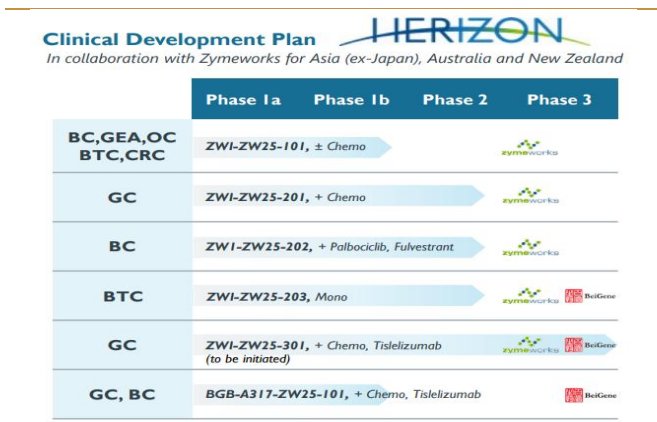 HERIZON
Clinical Development Plan
In collaboration with Zymeworks for Asia (ex-Japan), Australia and New Zealand
Phase 1a Phase 1b Phase 2 Phase 3
BC,GEA,OC
BTC,CRC
ZWI-ZW25-101, ± Chemo
zymeworks
GC
ZWI-ZW25-201, + Chemo
zymeworks
BC
ZW1-ZW25-202, + Palbociclib, Fulvestrant
zymeworks
BTC
ZWI-ZW25-203, Mono
zymeworks BeiGene
GC
ZWI-ZW25-301, + Chemo, Tislelizumab
(to be initiated)
zymeworks BeiGene
GC, BC
BGB-A317-ZW25-101, + Chemo, Tislelizumab
BeiGene